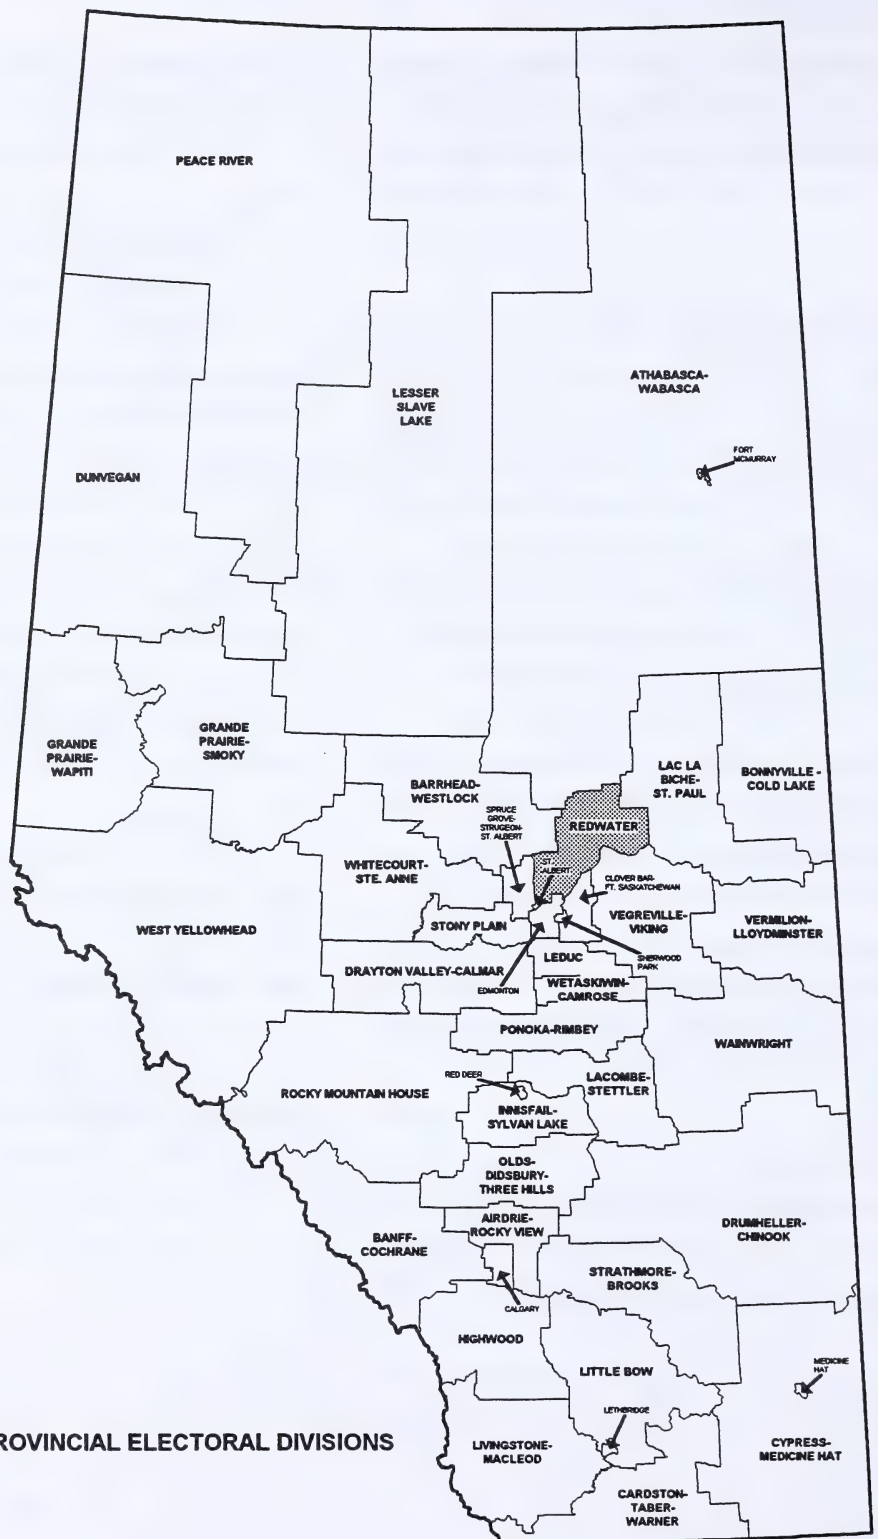 PEACE RIVER
ATHABASCA-
WABASCA
LESSER
SLAVE
LAKE
FORT
MCMURRAY
DUNVEGAN
GRANDE
PRAIRIE-
SMOKY
GRANDE
PRAIRIE-
WAPITI
LAC LA
BICHE-
ST. PAUL
BONNYVILLE -
COLD LAKE
BARRHEAD-
WESTLOCK
SPRUCE
GROVE-
STRUGEON-
ST. ALBERT
REDWATER
ST.
ALBERT
WHITECOURT-
STE. ANNE
CLOVER BAR-
FT. SASKATCHEWAN
VEGREVILLE-
VIKING
VERMILION-
LLOYDMINSTER
WEST YELLOWHEAD
STONY PLAIN
LEDUC
SHERWOOD
PARK
DRAYTON VALLEY-CALMAR
EDMONTON
WETASKIWIN-
CAMROSE
PONOKA-RIMBEY
WAINWRIGHT
RED DEER
LACOMBE-
STETTLER
ROCKY MOUNTAIN HOUSE
INNISFAIL-
SYLVAN LAKE
OLDS-
DIDSBURY-
THREE HILLS
AIRDRIE-
ROCKY VIEW
DRUMHELLER-
CHINOOK
BANFF-
COCHRANE
STRATHMORE-
BROOKS
CALGARY
HIGHWOOD
LITTLE BOW
MEDICINE
HAT
LETHBRIDGE
ROVINCIAL ELECTORAL DIVISIONS
LIVINGSTONE-
MACLEOD
CYPRESS-
MEDICINE HAT
CARDSTON-
TABER-
WARNER